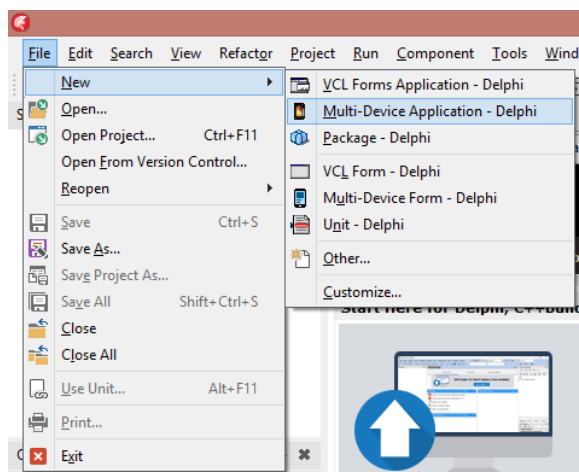 File Edit Search View Refactor Project Run Component Tools Wind
New
Open...
Open Project... Ctrl+F11
Open From Version Control...
Reopen
Save Ctrl+S
Save As...
Save Project As...
Save All Shift+Ctrl+S
Close
Close All
Use Unit... Alt+F11
Print...
Exit
VCL Forms Application - Delphi
Multi-Device Application - Delphi
Package - Delphi
VCL Form - Delphi
Multi-Device Form - Delphi
Unit - Delphi
Other...
Customize...
Start Here for Delphi, C++Build